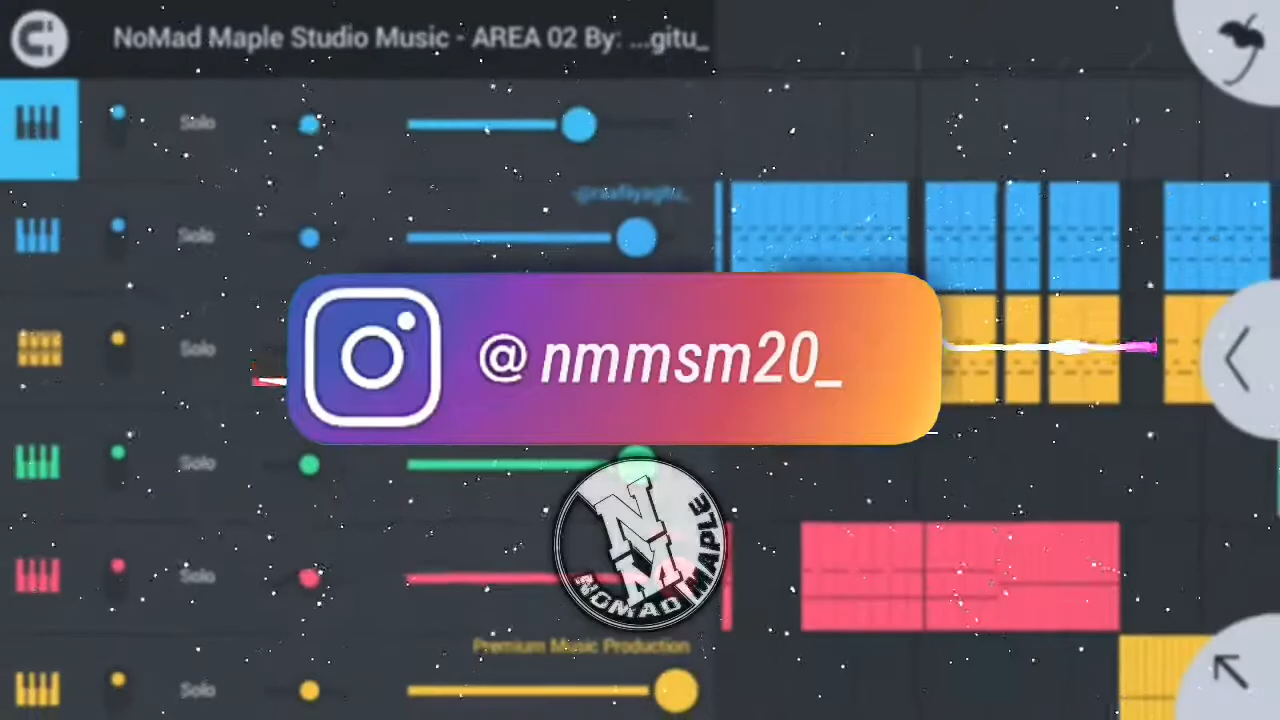 NoMad Maple Studio Music - AREA 02 By: ...gitu_
Solo
Solo
Solo
@nmmsm20_
Solo
NM
NOMAD MAPLE
Solo
Premium Music Production
Solo